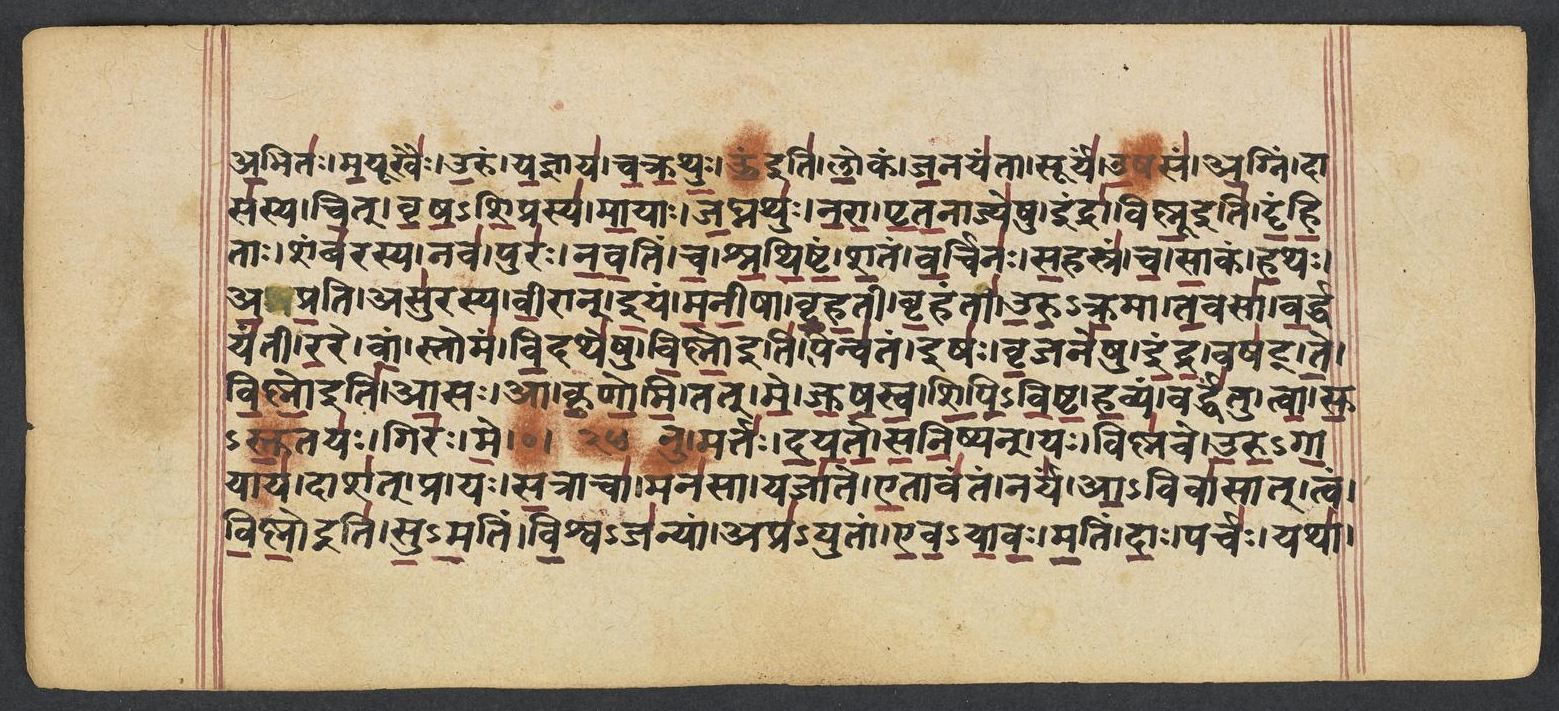 अभितः।मयूखैः।उरुं।यज्ञाय।चक्रथुः।ऊंइति।लोकं।जनयंता।सूर्यं।उषसं।अग्निं।दा
सस्य।चित्।वृषऽशिप्रस्य।मायाः।जघ्नथुः।नरा।पृतनाज्येषु।इंद्राविष्णूइति।दृंहि
ताः।शंबरस्य।नव।पुरः।नवतिं।च।श्नथिष्टं।शतं।वर्चिनः।सहस्रं।च।साकं।हथः।
अप्रति।असुरस्य।वीरान्।इयं।मनीषा।बृहती।बृहंता।उरुऽक्रमा।तवसा।वर्द्ध
यंती।ररे।वां।स्तोमं।विदथेषु।विष्णोइति।पिन्वतं।इषः।वृजनेषु।इंद्र।वषट्।ते।
विष्णोइति।आसः।आ।कृणोमि।तत्।मे।जुषस्व।शिपिऽविष्ट।हव्यं।वर्द्धंतु।त्वा।सु
ऽस्तुतयः।गिरः।मे।०। २५ नु।मर्तः।दयते।सनिष्यन्।यः।विष्णवे।उरुऽगा
याय।दाशत्।प्र।यः।सत्राचा।मनसा।यजाते।एतावंतं।नर्यं।आऽविवासात्।त्वं।
विष्णोइति।सुऽमतिं।विश्वऽजन्यां।अप्रऽयुतां।एवऽयावः।मतिं।दाः।पर्चः।यथा।